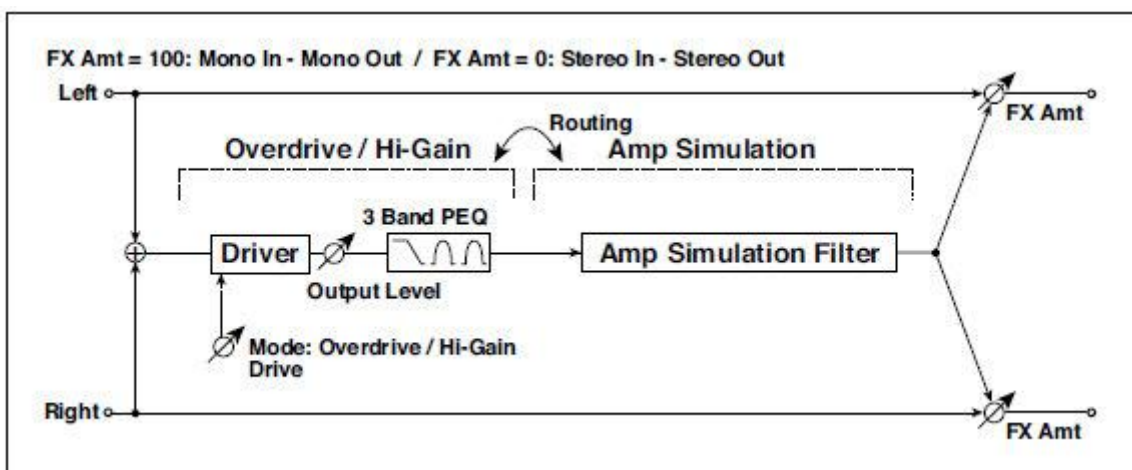 FX Amt = 100: Mono In - Mono Out / FX Amt = 0: Stereo In - Stereo Out
Left
FX Amt
Routing
Overdrive / Hi-Gain
Amp Simulation
3 Band PEQ
Driver
Amp Simulation Filter
Output Level
Mode: Overdrive / Hi-Gain
Drive
Right
FX Amt